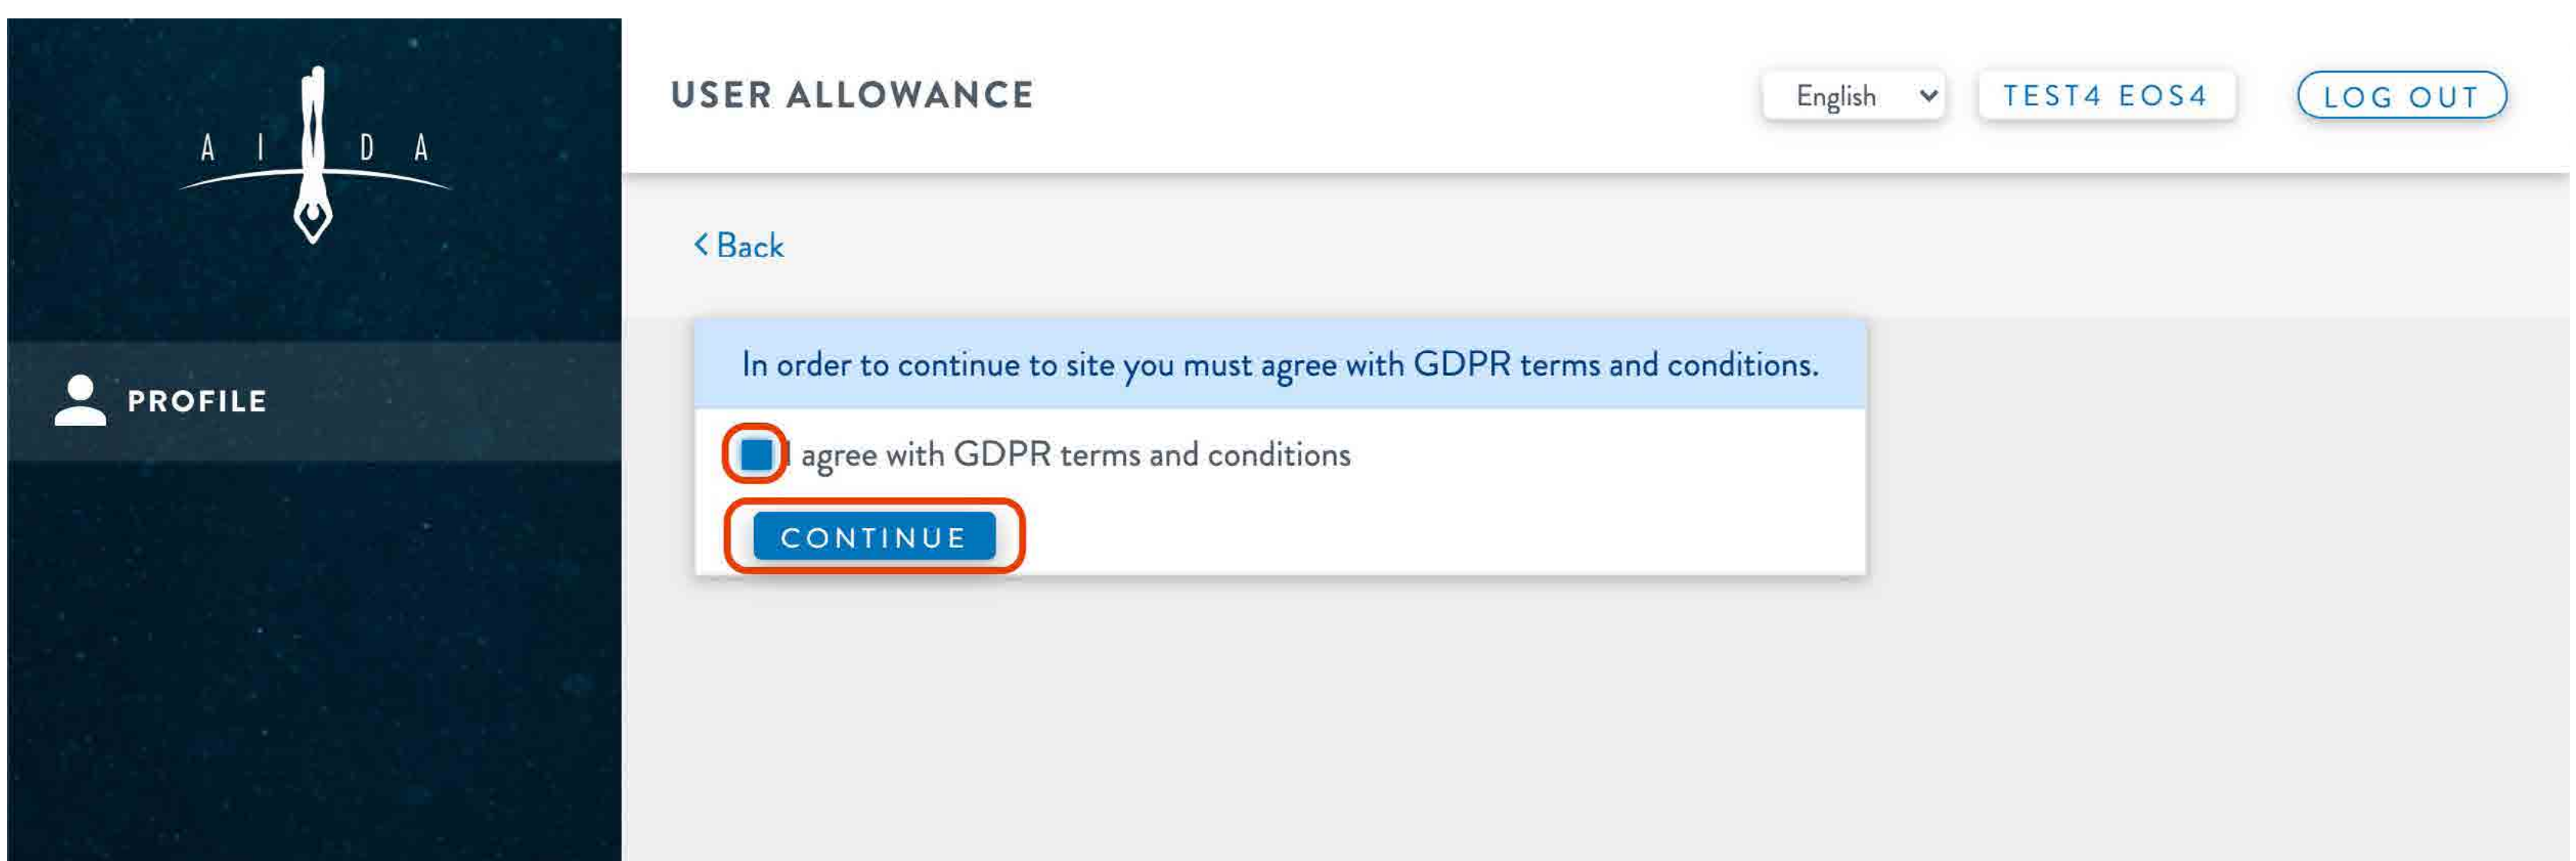 AIDA
PROFILE
USER ALLOWANCE
English
TEST4 EOS4
LOG OUT
< Back
In order to continue to site you must agree with GDPR terms and conditions.
I agree with GDPR terms and conditions
CONTINUE